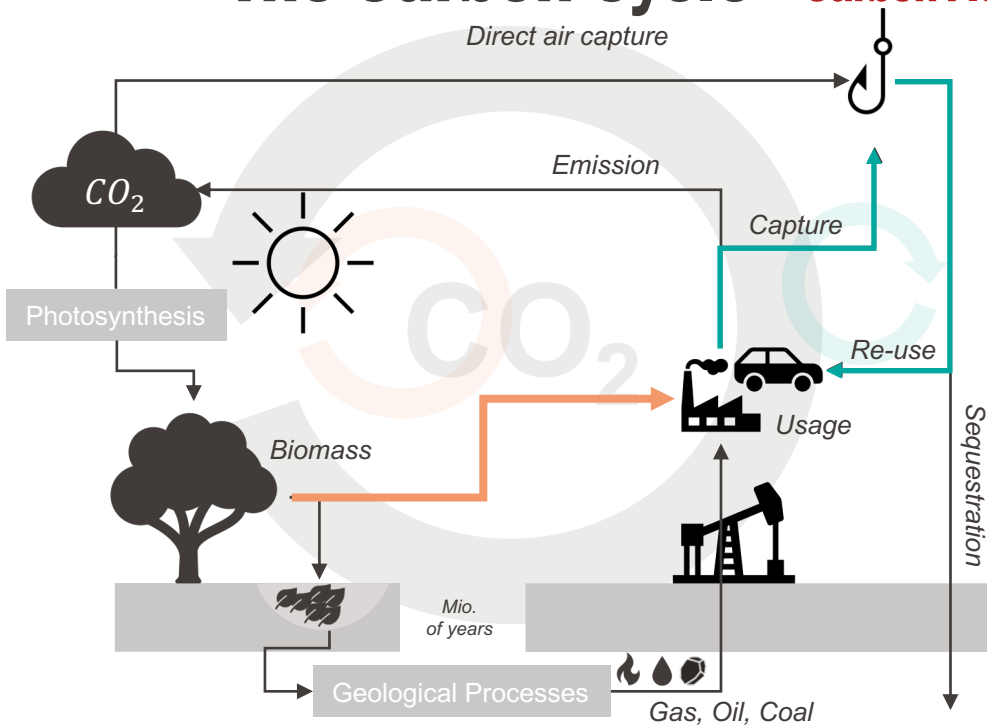 Direct air capture
Emission
CO₂
Capture
Photosynthesis
CO₂
Re-use
Usage
Biomass
Sequestration
Mio.
of years
Geological Processes
Gas, Oil, Coal